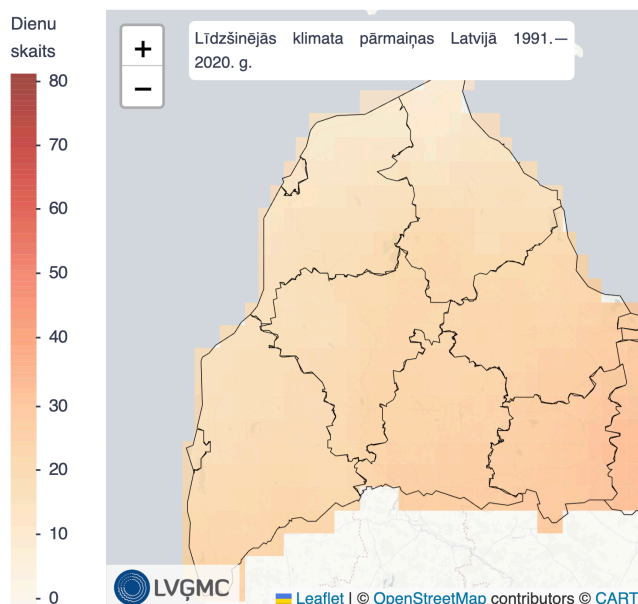 Dienu
skaits
80
70
60
50
40
30
20
10
0
+
−
Līdzšinējās klimata pārmaiņas Latvijā 1991.—
2020. g.
LVĢMC
Leaflet | © OpenStreetMap contributors © CART